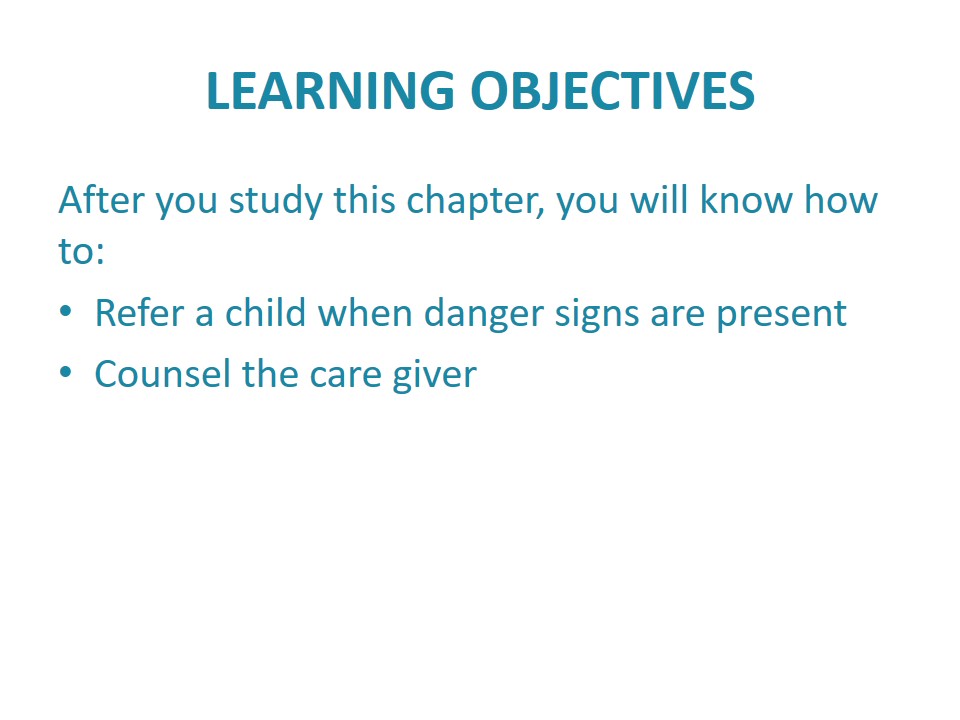 LEARNING OBJECTIVES
After you study this chapter, you will know how
to:
• Refer a child when danger signs are present
• Counsel the care giver